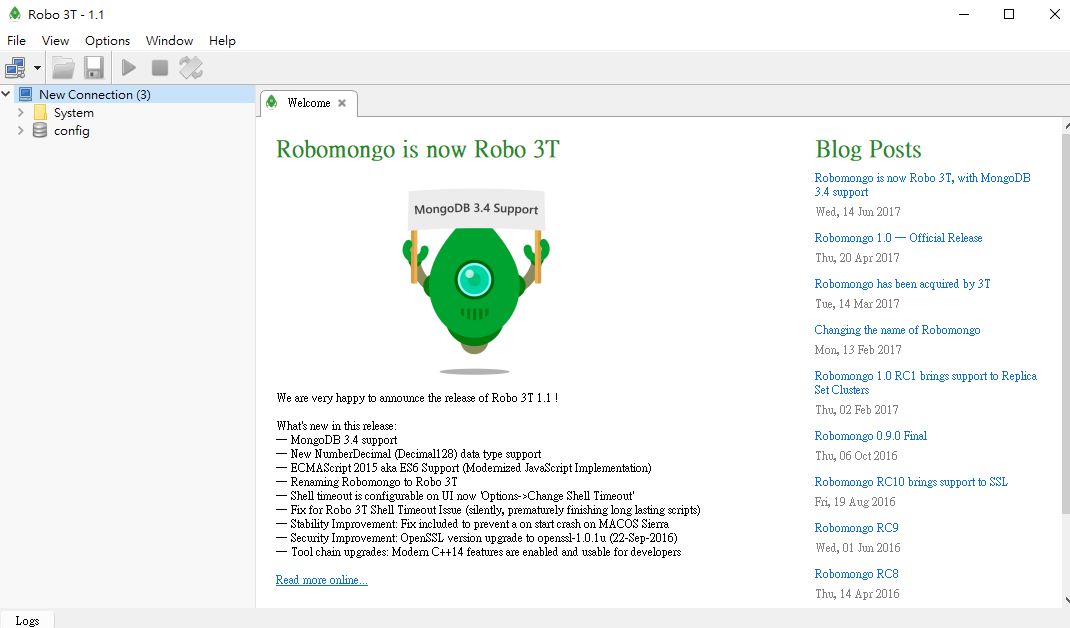 Robo 3T - 1.1
File View Options Window Help
New Connection (3)
System
config
Welcome
Robomongo is now Robo 3T
MongoDB 3.4 Support
We are very happy to announce the release of Robo 3T 1.1 !
What's new in this release:
— MongoDB 3.4 support
— New NumberDecimal (Decimal128) data type support
— ECMAScript 2015 aka ES6 Support (Modernized JavaScript Implementation)
— Renaming Robomongo to Robo 3T
— Shell timeout is configurable on UI now 'Options->Change Shell Timeout'
— Fix for Robo 3T Shell Timeout Issue (silently, prematurely finishing long lasting scripts)
— Stability Improvement: Fix included to prevent a on start crash on MACOS Sierra
— Security Improvement: OpenSSL version upgrade to openssl-1.0.1u (22-Sep-2016)
— Tool chain upgrades: Modern C++14 features are enabled and usable for developers
Read more online...
Blog Posts
Robomongo is now Robo 3T, with MongoDB
3.4 support
Wed, 14 Jun 2017
Robomongo 1.0 — Official Release
Thu, 20 Apr 2017
Robomongo has been acquired by 3T
Tue, 14 Mar 2017
Changing the name of Robomongo
Mon, 13 Feb 2017
Robomongo 1.0 RC1 brings support to Replica
Set Clusters
Thu, 02 Feb 2017
Robomongo 0.9.0 Final
Thu, 06 Oct 2016
Robomongo RC10 brings support to SSL
Fri, 19 Aug 2016
Robomongo RC9
Wed, 01 Jun 2016
Robomongo RC8
Thu, 14 Apr 2016
Logs